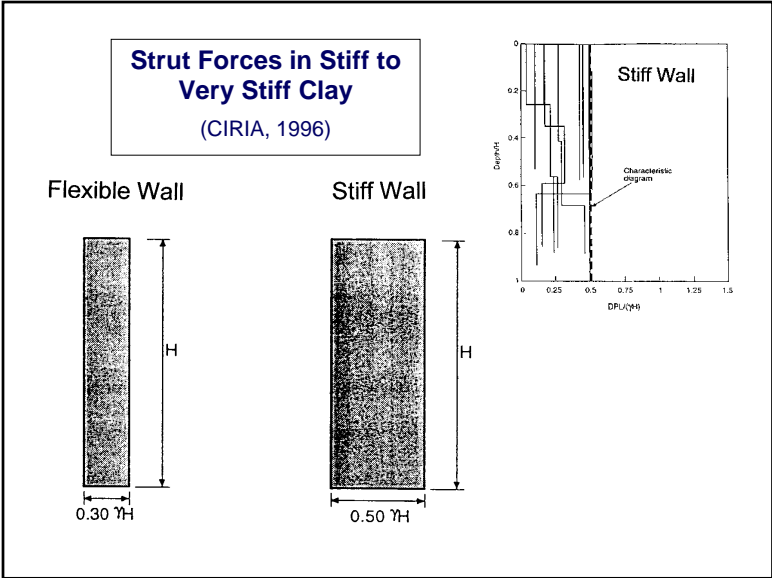 Strut Forces in Stiff to
Very Stiff Clay
(CIRIA, 1996)
Flexible Wall
Stiff Wall
H
H
0.30 γH
0.50 γH
Stiff Wall
Characteristic
diagram
Depth/H
0
0.2
0.4
0.6
0.8
1
0
0.25
0.5
0.75
1
1.25
1.5
DPL/(γH)